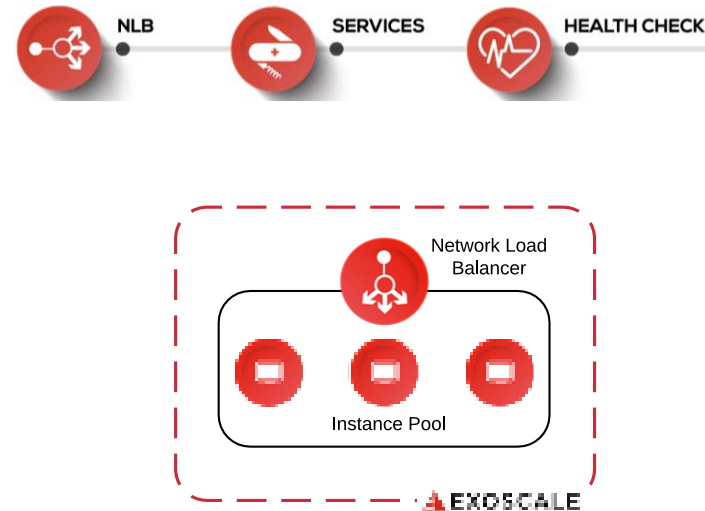 NLB
SERVICES
HEALTH CHECK
Network Load
Balancer
Instance Pool
EXOSCALE